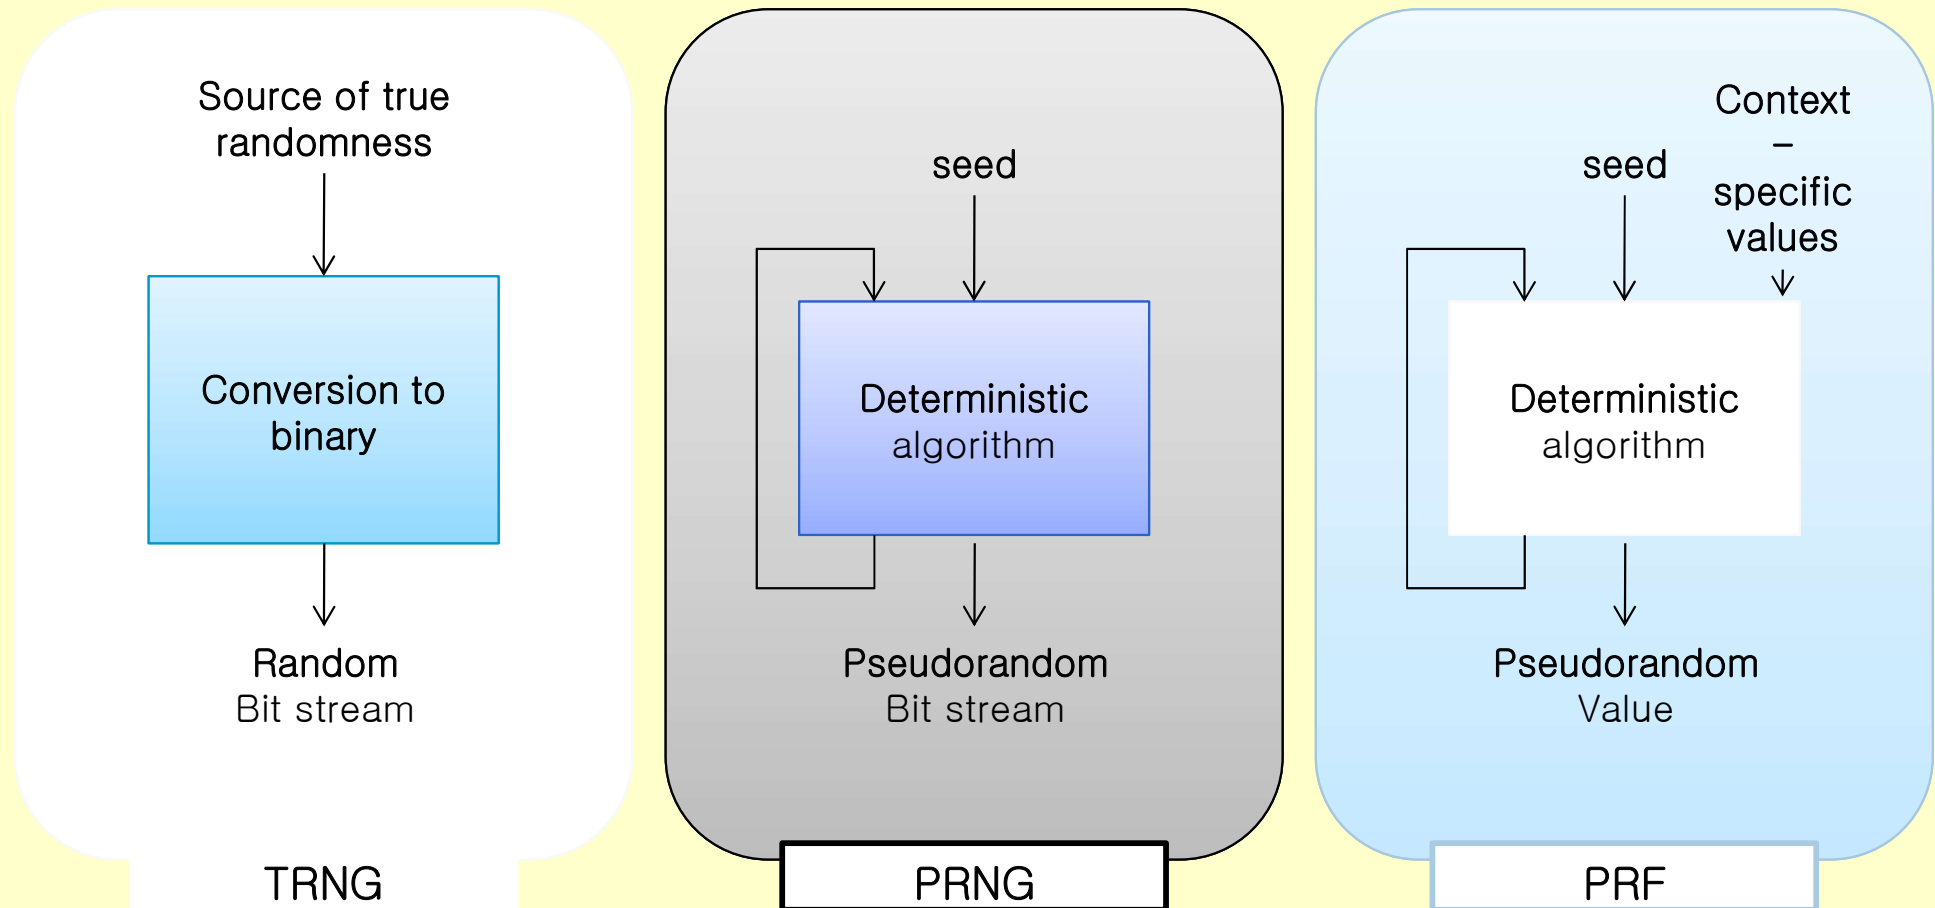 Source of true
randomness
Conversion to
binary
Random
Bit stream
TRNG
seed
Deterministic
algorithm
Pseudorandom
Bit stream
PRNG
seed
Context
–
specific
values
Deterministic
algorithm
Pseudorandom
Value
PRF